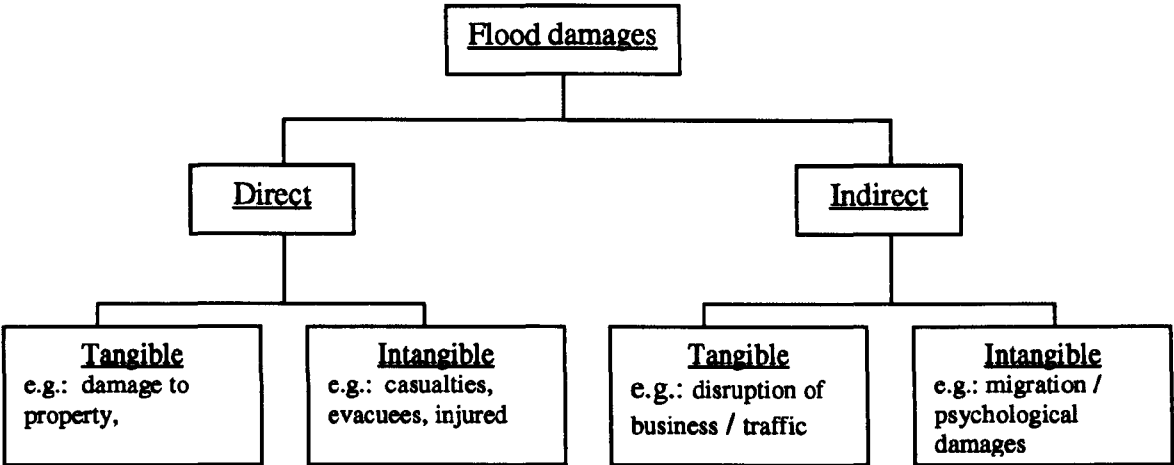 Flood damages
Direct
Indirect
Tangible
e.g.: damage to
property,
Intangible
e.g.: casualties,
evacuees, injured
Tangible
e.g.: disruption of
business / traffic
Intangible
e.g.: migration /
psychological
damages